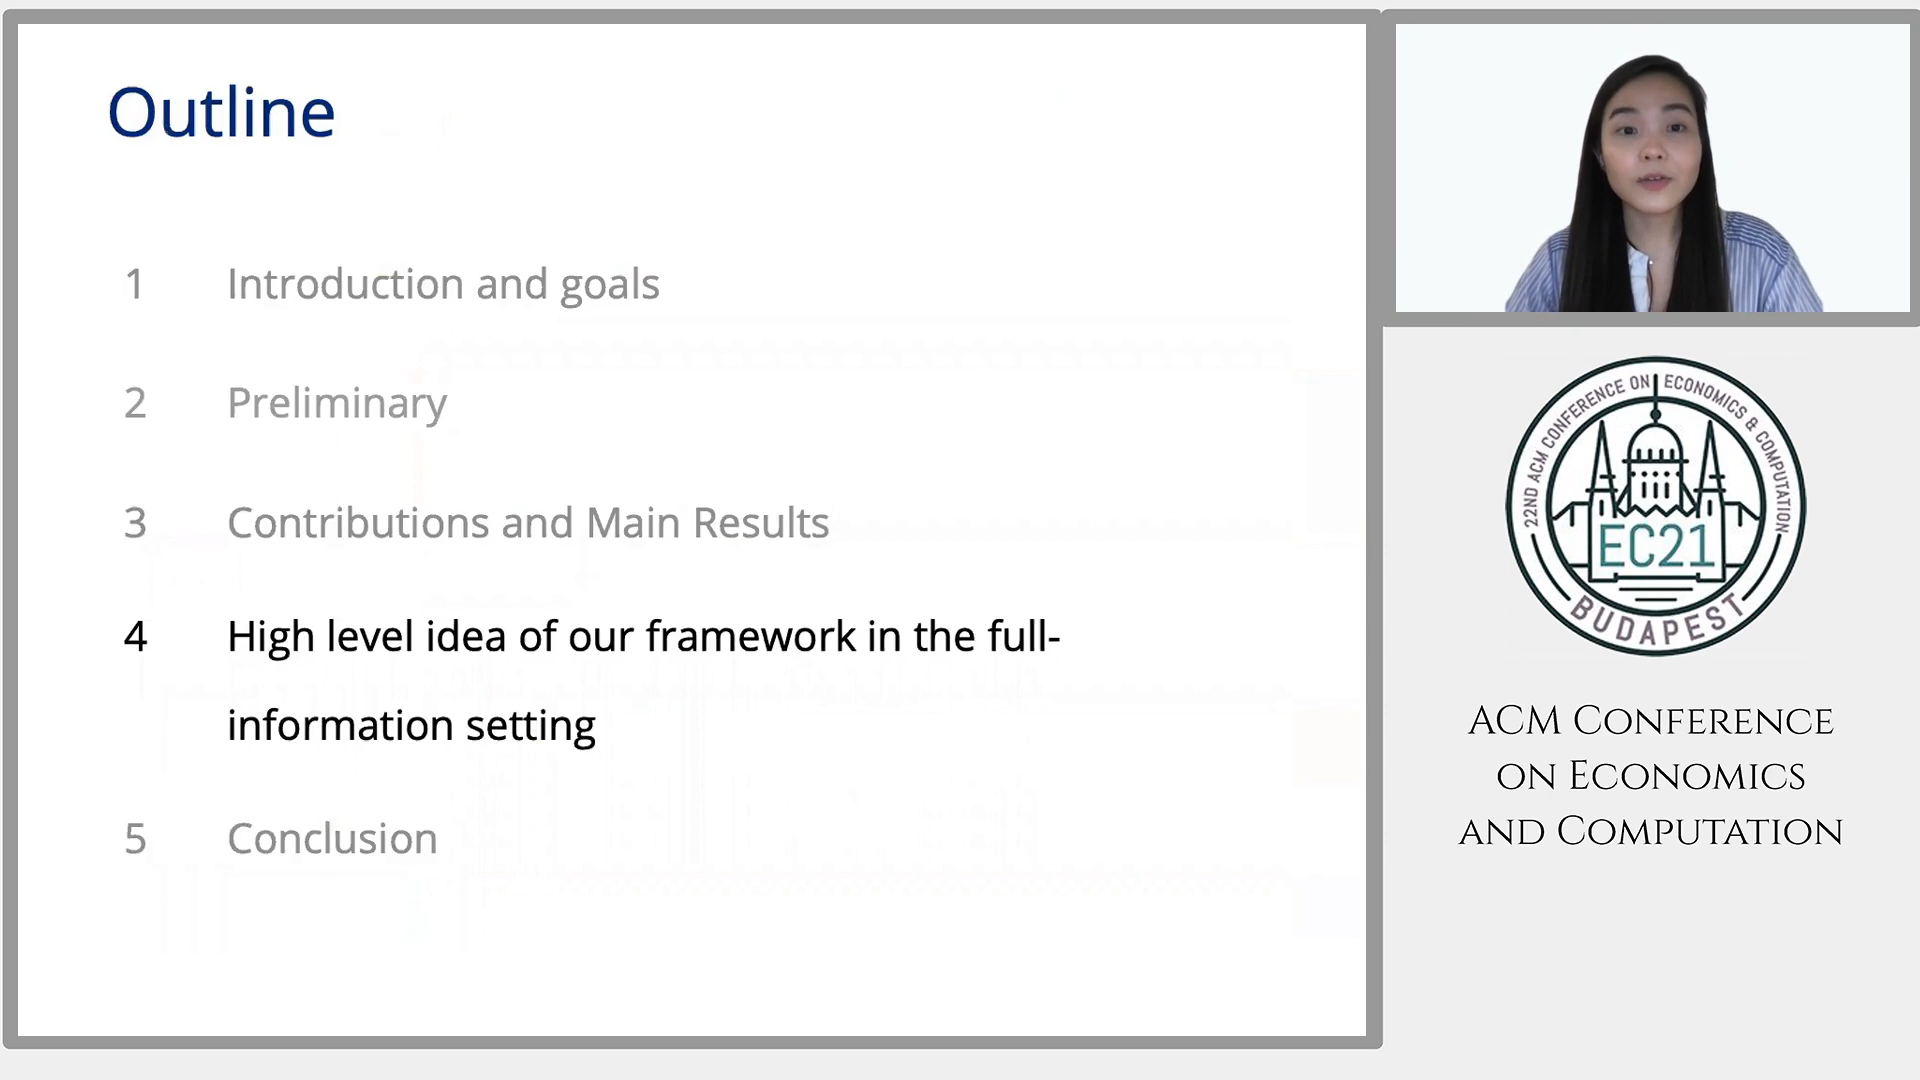 Outline
1 Introduction and goals
2 Preliminary
3 Contributions and Main Results
4 High level idea of our framework in the full-
information setting
5 Conclusion
22ND ACM CONFERENCE ON ECONOMICS & COMPUTATION
EC21
BUDAPEST
ACM CONFERENCE
ON ECONOMICS
AND COMPUTATION